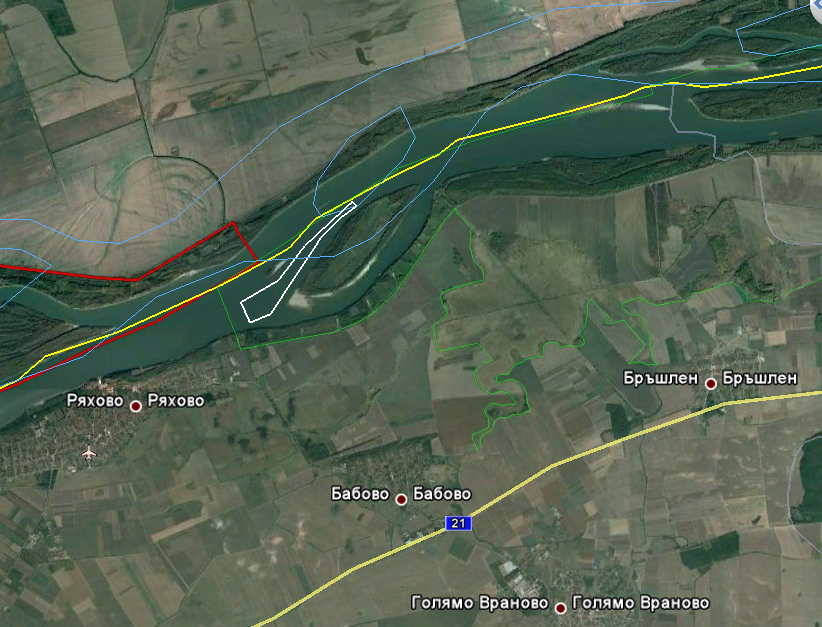 Бръшлен Бръшлен
Ряхово Ряхово
Бабово Бабово
21
Голямо Враново Голямо Враново